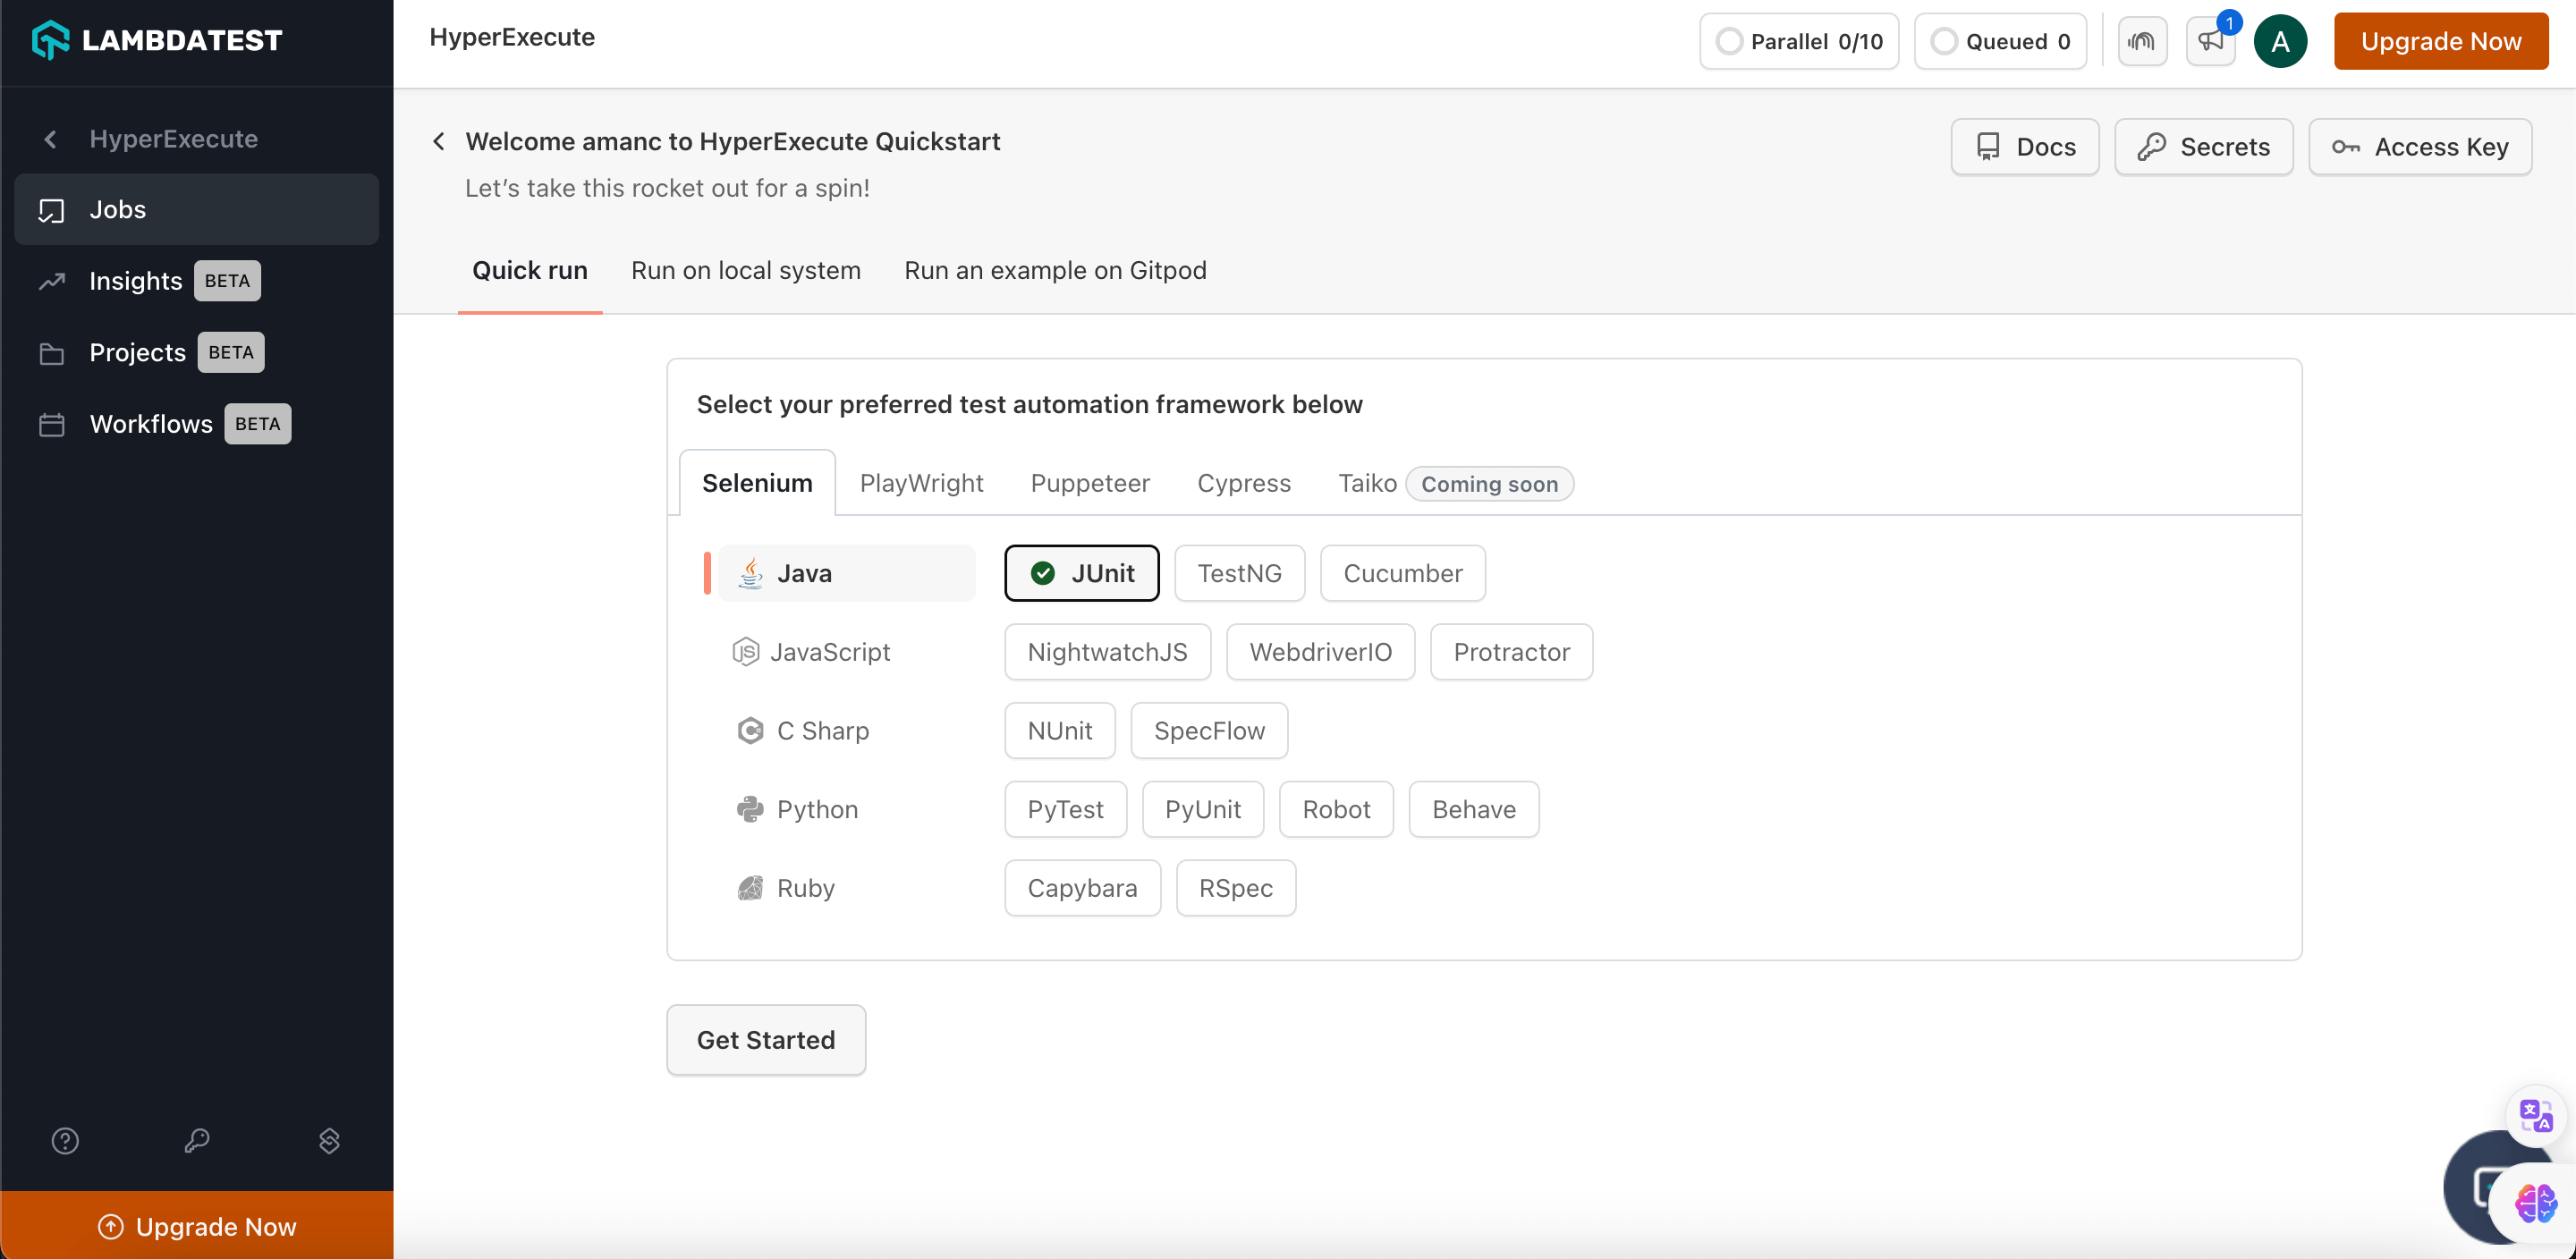 LAMBDATEST
HyperExecute
Jobs
Insights BETA
Projects BETA
Workflows BETA
Upgrade Now
HyperExecute
Parallel 0/10
Queued 0
1
A
Upgrade Now
Welcome amanc to HyperExecute Quickstart
Let’s take this rocket out for a spin!
Docs
Secrets
Access Key
Quick run
Run on local system
Run an example on Gitpod
Select your preferred test automation framework below
Selenium
PlayWright
Puppeteer
Cypress
Taiko Coming soon
Java
JUnit
TestNG
Cucumber
JS JavaScript
NightwatchJS
WebdriverIO
Protractor
C Sharp
NUnit
SpecFlow
Python
PyTest
PyUnit
Robot
Behave
Ruby
Capybara
RSpec
Get Started
文
A